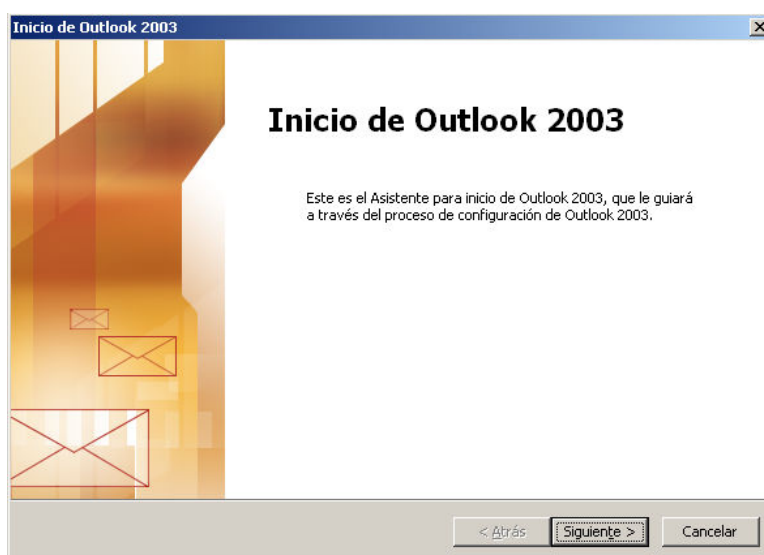 Inicio de Outlook 2003
Inicio de Outlook 2003
Este es el Asistente para inicio de Outlook 2003, que le guiará
a través del proceso de configuración de Outlook 2003.
< Atrás Siguiente > Cancelar